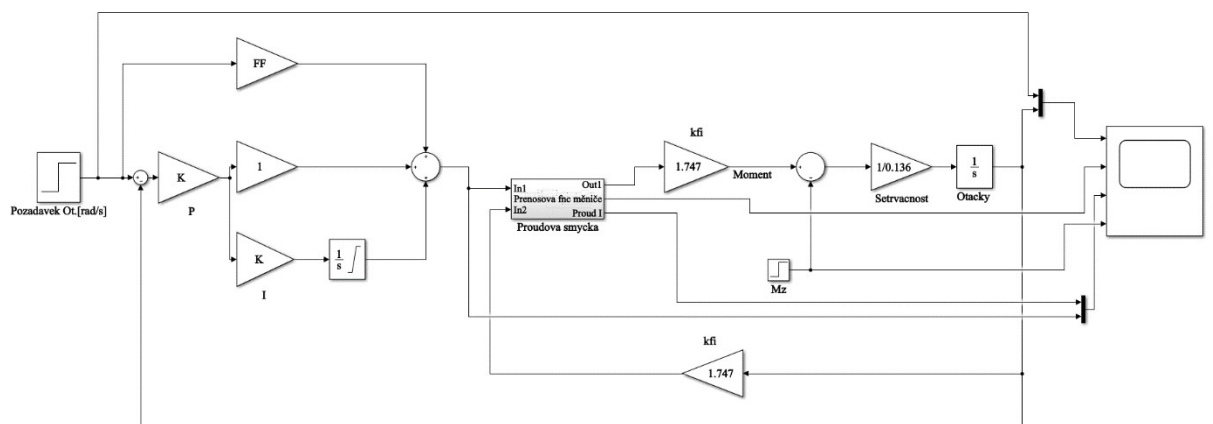 FF
kfi
1.747
Moment
1/0.136
Setrvacnost
1
s
Otacky
Pozadavek Ot.[rad/s]
K
P
1
In1
Out1
Prenosova fnc měniče
In2
Proud I
Proudova smycka
K
I
1
s
Mz
kfi
1.747